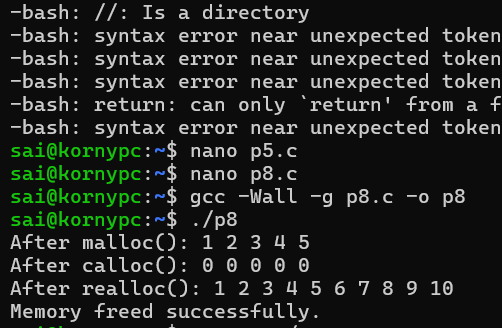 -bash: //: Is a directory
-bash: syntax error near unexpected token
-bash: syntax error near unexpected token
-bash: syntax error near unexpected token
-bash: return: can only `return' from a f
-bash: syntax error near unexpected token
sai@kornypc:~$ nano p5.c
sai@kornypc:~$ nano p8.c
sai@kornypc:~$ gcc -Wall -g p8.c -o p8
sai@kornypc:~$ ./p8
After malloc(): 1 2 3 4 5
After calloc(): 0 0 0 0 0
After realloc(): 1 2 3 4 5 6 7 8 9 10
Memory freed successfully.